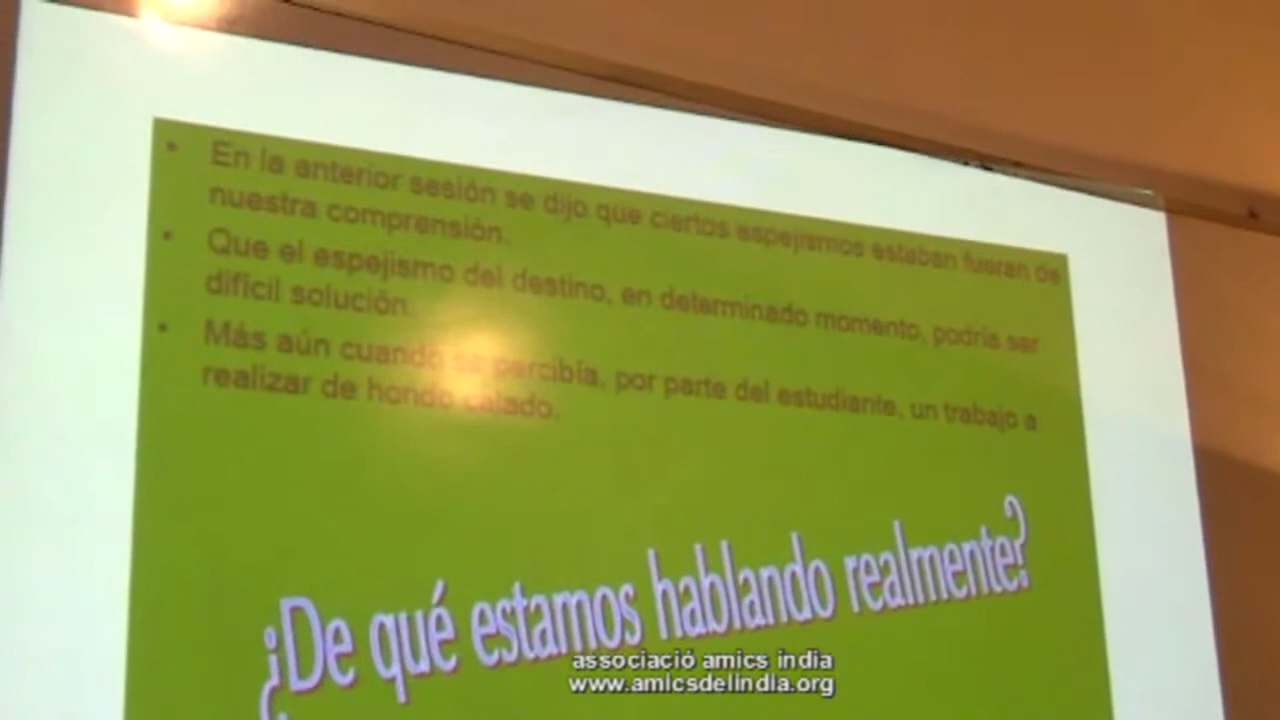 • En la anterior sesión se dijo que ciertos espejismos estaban fueran de
nuestra comprensión.
• Que el espejismo del destino, en determinado momento, podría ser
difícil solución.
• Más aún cuando se parcibía, por parte del estudiante, un trabajo a
realizar de hondo calado.
¿De qué estamos hablando realmente?
associació amics india
www.amicsdelindia.org